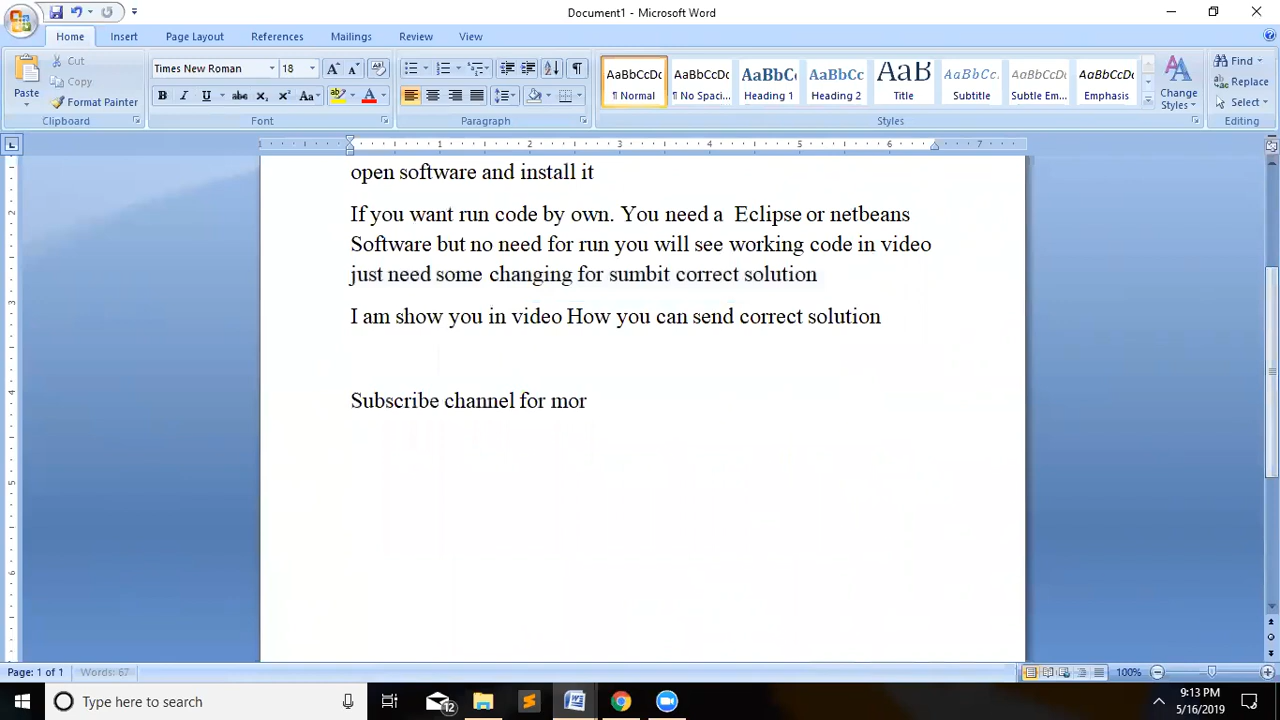 Document1 - Microsoft Word
Home Insert Page Layout References Mailings Review View
Paste
Cut
Copy
Format Painter
Clipboard
Times New Roman 18
Font
Paragraph
AaBbCcDc AaBbCcDc AaBbC AaBbCc AaB AaBbCc. AaBbCcDc AaBbCcDc
¶ Normal ¶ No Spaci... Heading 1 Heading 2 Title Subtitle Subtle Em... Emphasis
Change Styles
Styles
Find
Replace
Select
Editing
open software and install it
If you want run code by own. You need a  Eclipse or netbeans
Software but no need for run you will see working code in video
just need some changing for sumbit correct solution
I am show you in video How you can send correct solution
Subscribe channel for mor
Page: 1 of 1 Words: 67 100%
Type here to search
12
9:13 PM
5/16/2019